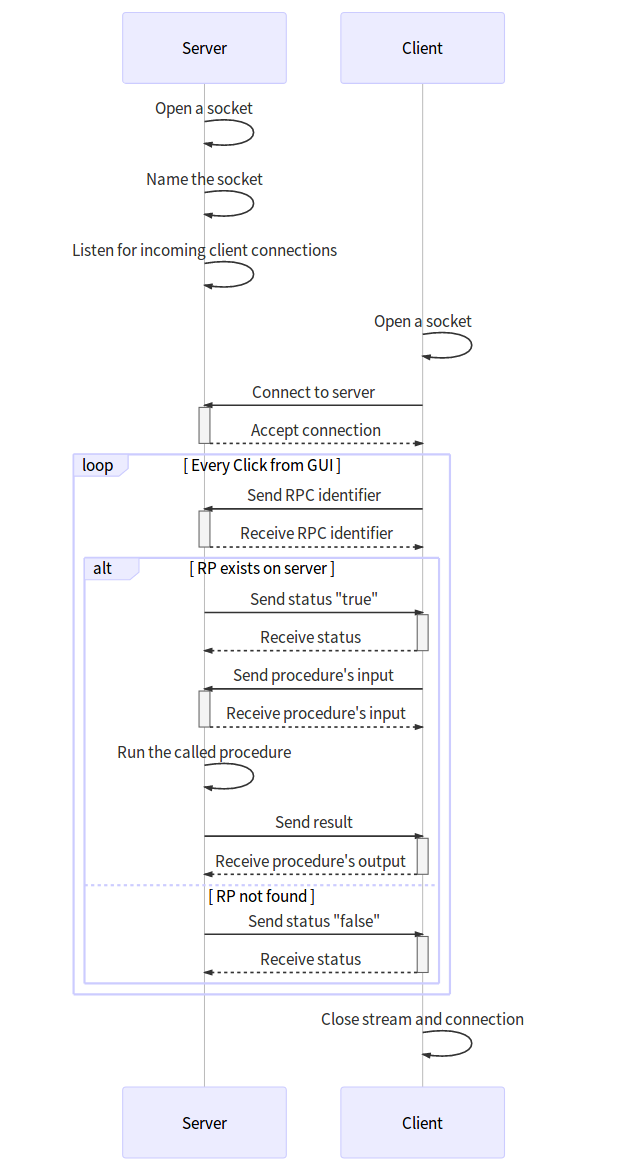 Server Client
Open a socket
Name the socket
Listen for incoming client connections
Open a socket
Connect to server
Accept connection
loop [ Every Click from GUI ]
Send RPC identifier
Receive RPC identifier
alt [ RP exists on server ]
Send status "true"
Receive status
Send procedure's input
Receive procedure's input
Run the called procedure
Send result
Receive procedure's output
[ RP not found ]
Send status "false"
Receive status
Close stream and connection
Server Client